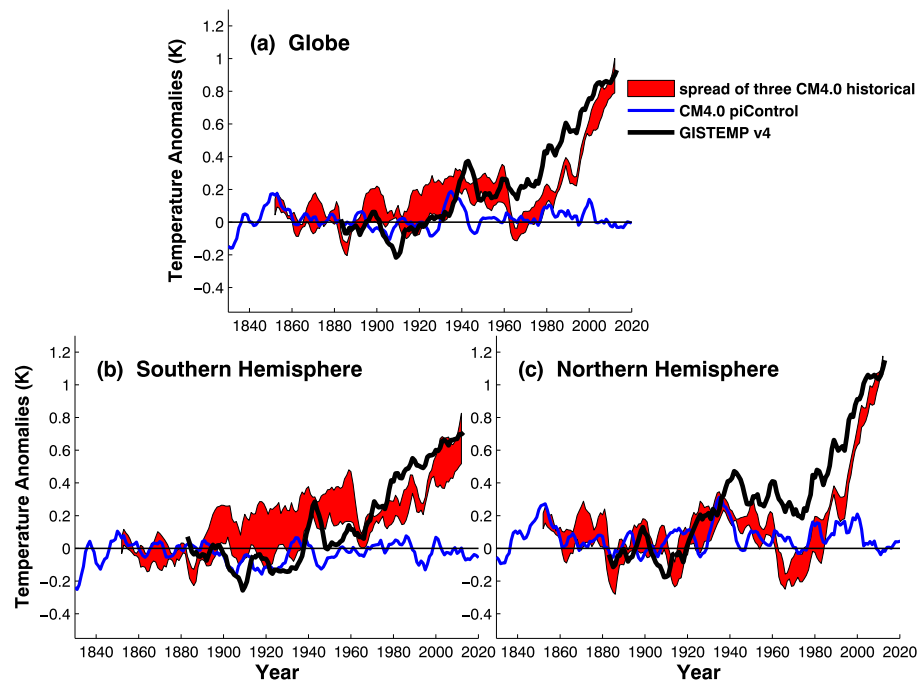 (a) Globe
Temperature Anomalies (K)
1.2
1
0.8
0.6
0.4
0.2
0
−0.2
−0.4
1840 1860 1880 1900 1920 1940 1960 1980 2000 2020
spread of three CM4.0 historical
CM4.0 piControl
GISTEMP v4
(b) Southern Hemisphere
Temperature Anomalies (K)
1.2
1
0.8
0.6
0.4
0.2
0
−0.2
−0.4
1840 1860 1880 1900 1920 1940 1960 1980 2000 2020
Year
(c) Northern Hemisphere
1.2
1
0.8
0.6
0.4
0.2
0
−0.2
−0.4
1840 1860 1880 1900 1920 1940 1960 1980 2000 2020
Year